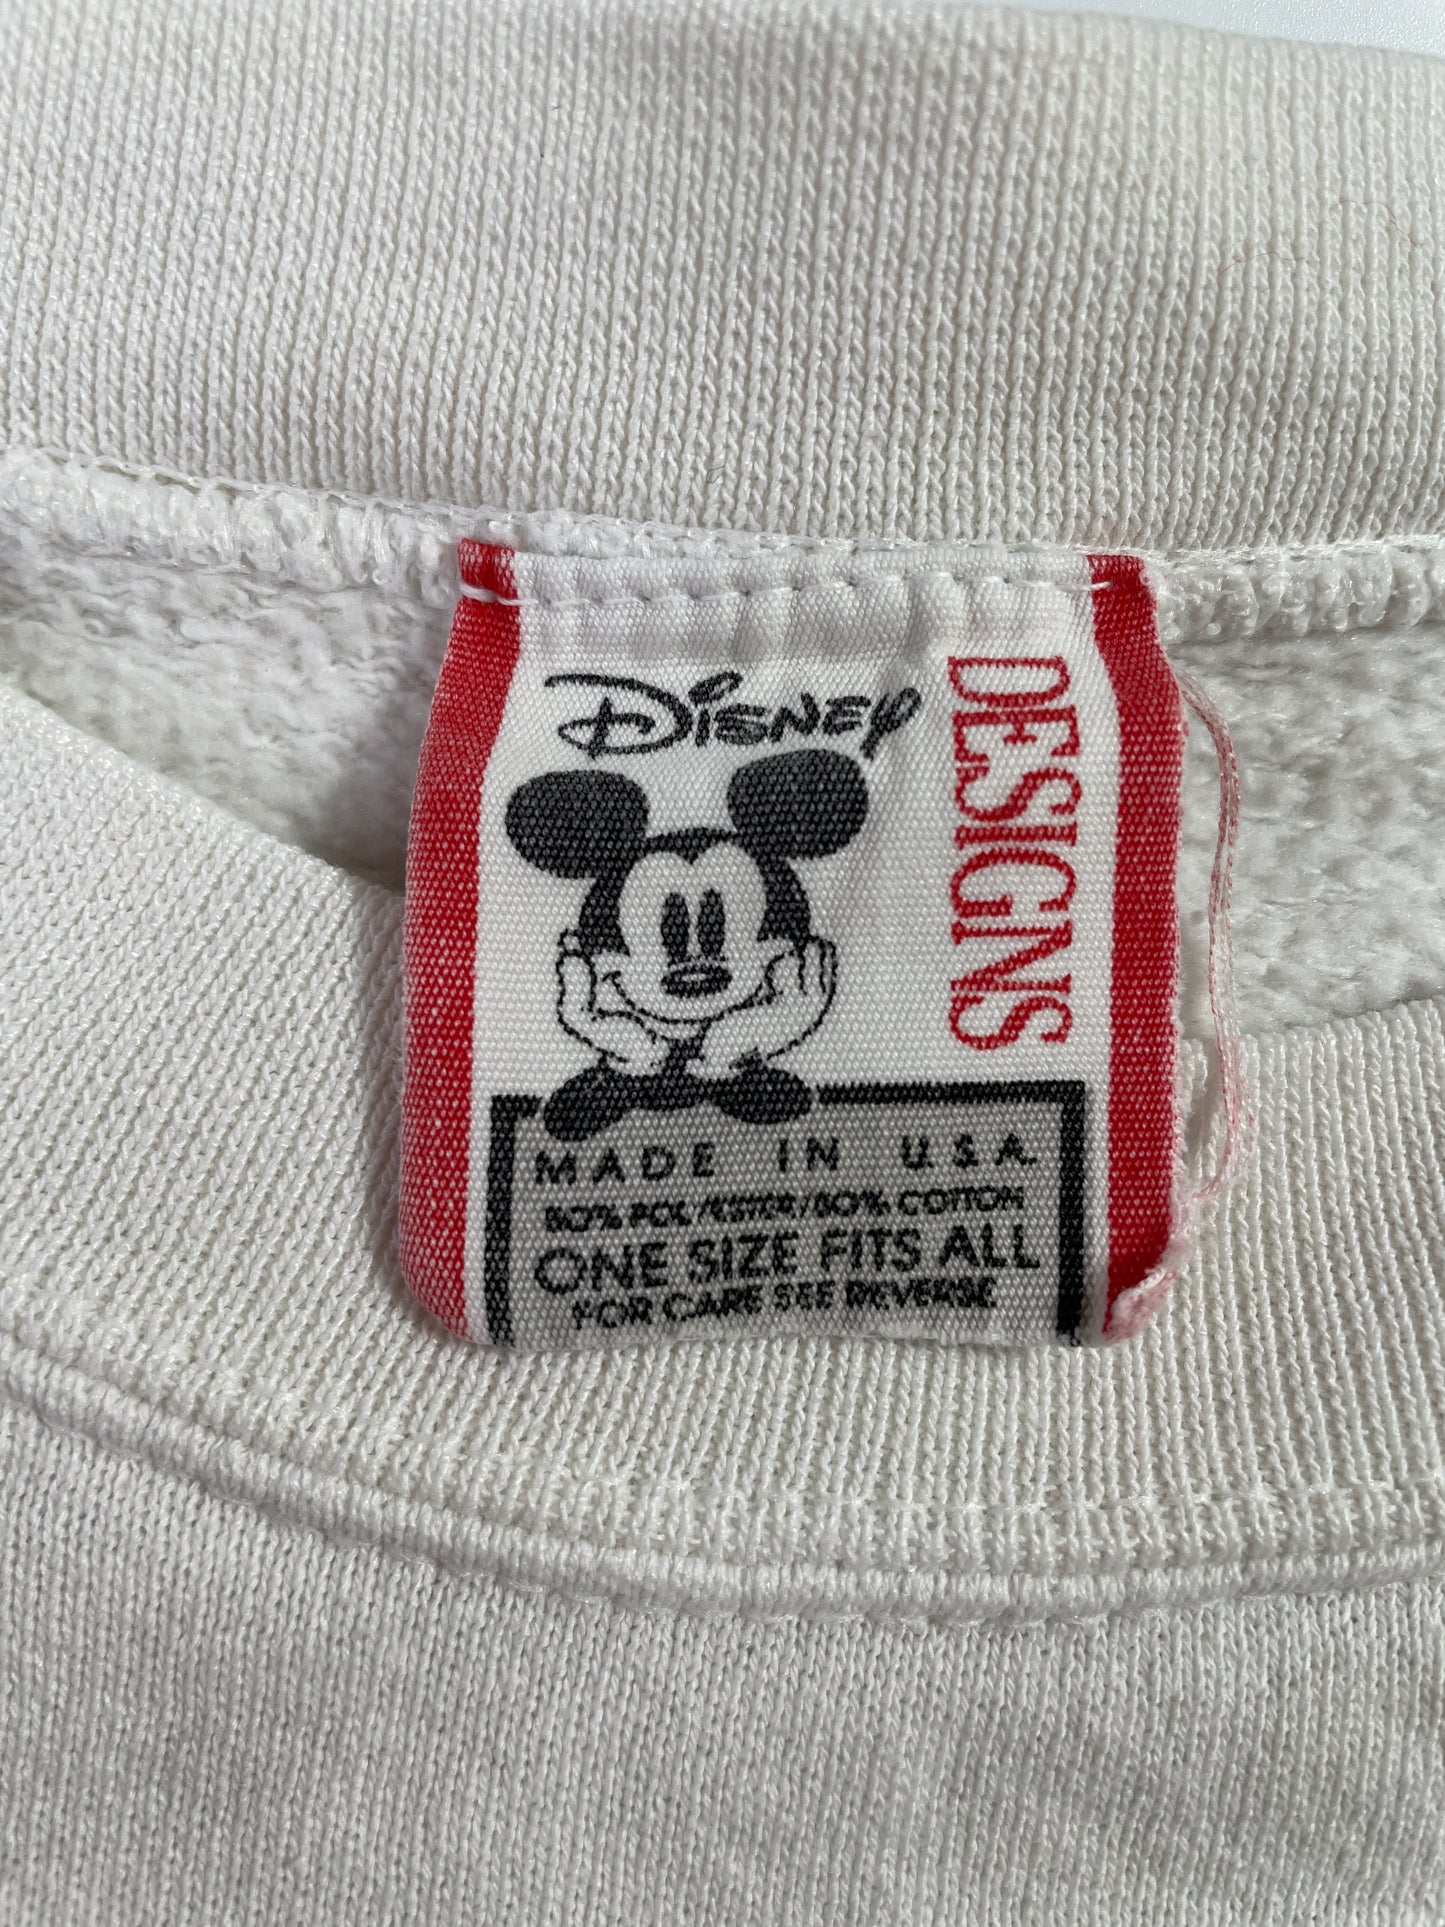 Disney
DESIGNS
MADE IN U.S.A.
50% POLYESTER/50% COTTON
ONE SIZE FITS ALL
FOR CARE SEE REVERSE